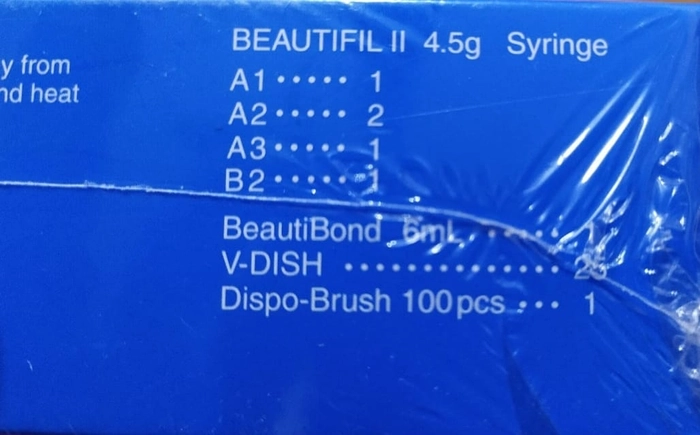 y from
nd heat
BEAUTIFIL II 4.5g Syringe
A1 ····· 1
A2 ····· 2
A3 ····· 1
B2 ····· 1
BeautiBond 6mL ····· 1
V-DISH ·············· 25
Dispo-Brush 100pcs ··· 1